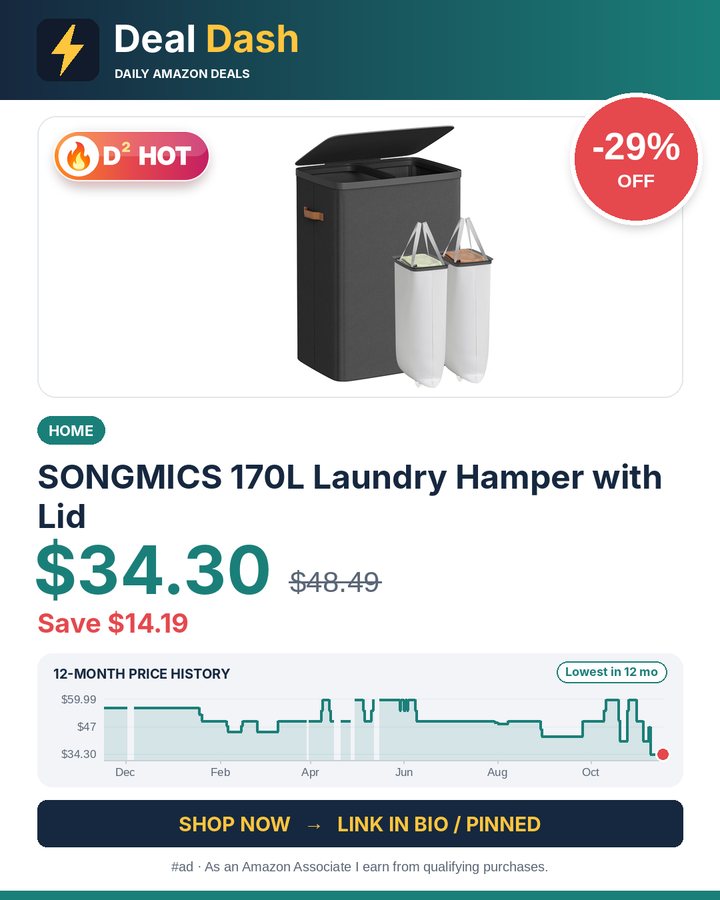 Deal Dash
DAILY AMAZON DEALS
D² HOT
-29%
OFF
HOME
SONGMICS 170L Laundry Hamper with
Lid
$34.30 $48.49
Save $14.19
12-MONTH PRICE HISTORY
Lowest in 12 mo
$59.99
$47
$34.30
Dec Feb Apr Jun Aug Oct
SHOP NOW → LINK IN BIO / PINNED
#ad · As an Amazon Associate I earn from qualifying purchases.